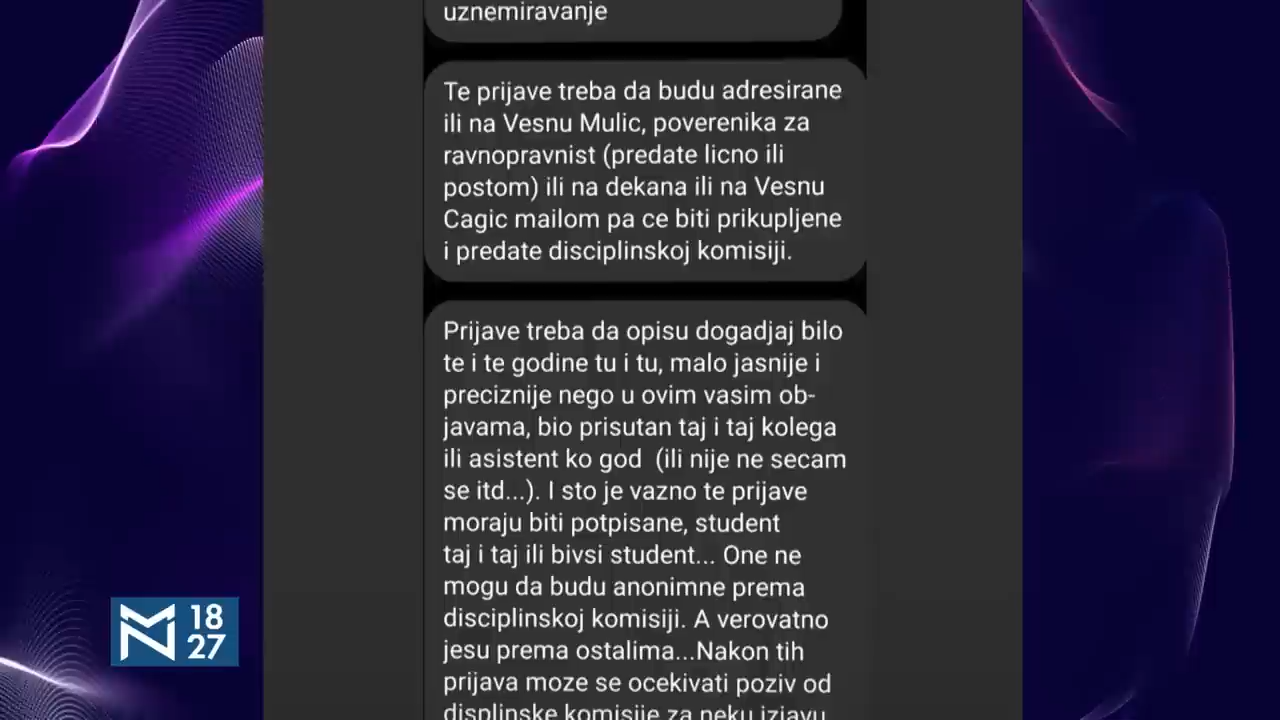 uznemiravanje
Te prijave treba da budu adresirane
ili na Vesnu Mulic, poverenika za
ravnopravnist (predate licno ili
postom) ili na dekana ili na Vesnu
Cagic mailom pa ce biti prikupljene
i predate disciplinskoj komisiji.
Prijave treba da opisu dogadjaj bilo
te i te godine tu i tu, malo jasnije i
preciznije nego u ovim vasim ob-
javama, bio prisutan taj i taj kolega
ili asistent ko god (ili nije ne secam
se itd...). I sto je vazno te prijave
moraju biti potpisane, student
taj i taj ili bivsi student... One ne
mogu da budu anonimne prema
disciplinskoj komisiji. A verovatno
jesu prema ostalima...Nakon tih
prijava moze se ocekivati poziv od
displinske komisije za neku izjavu
N 18
27